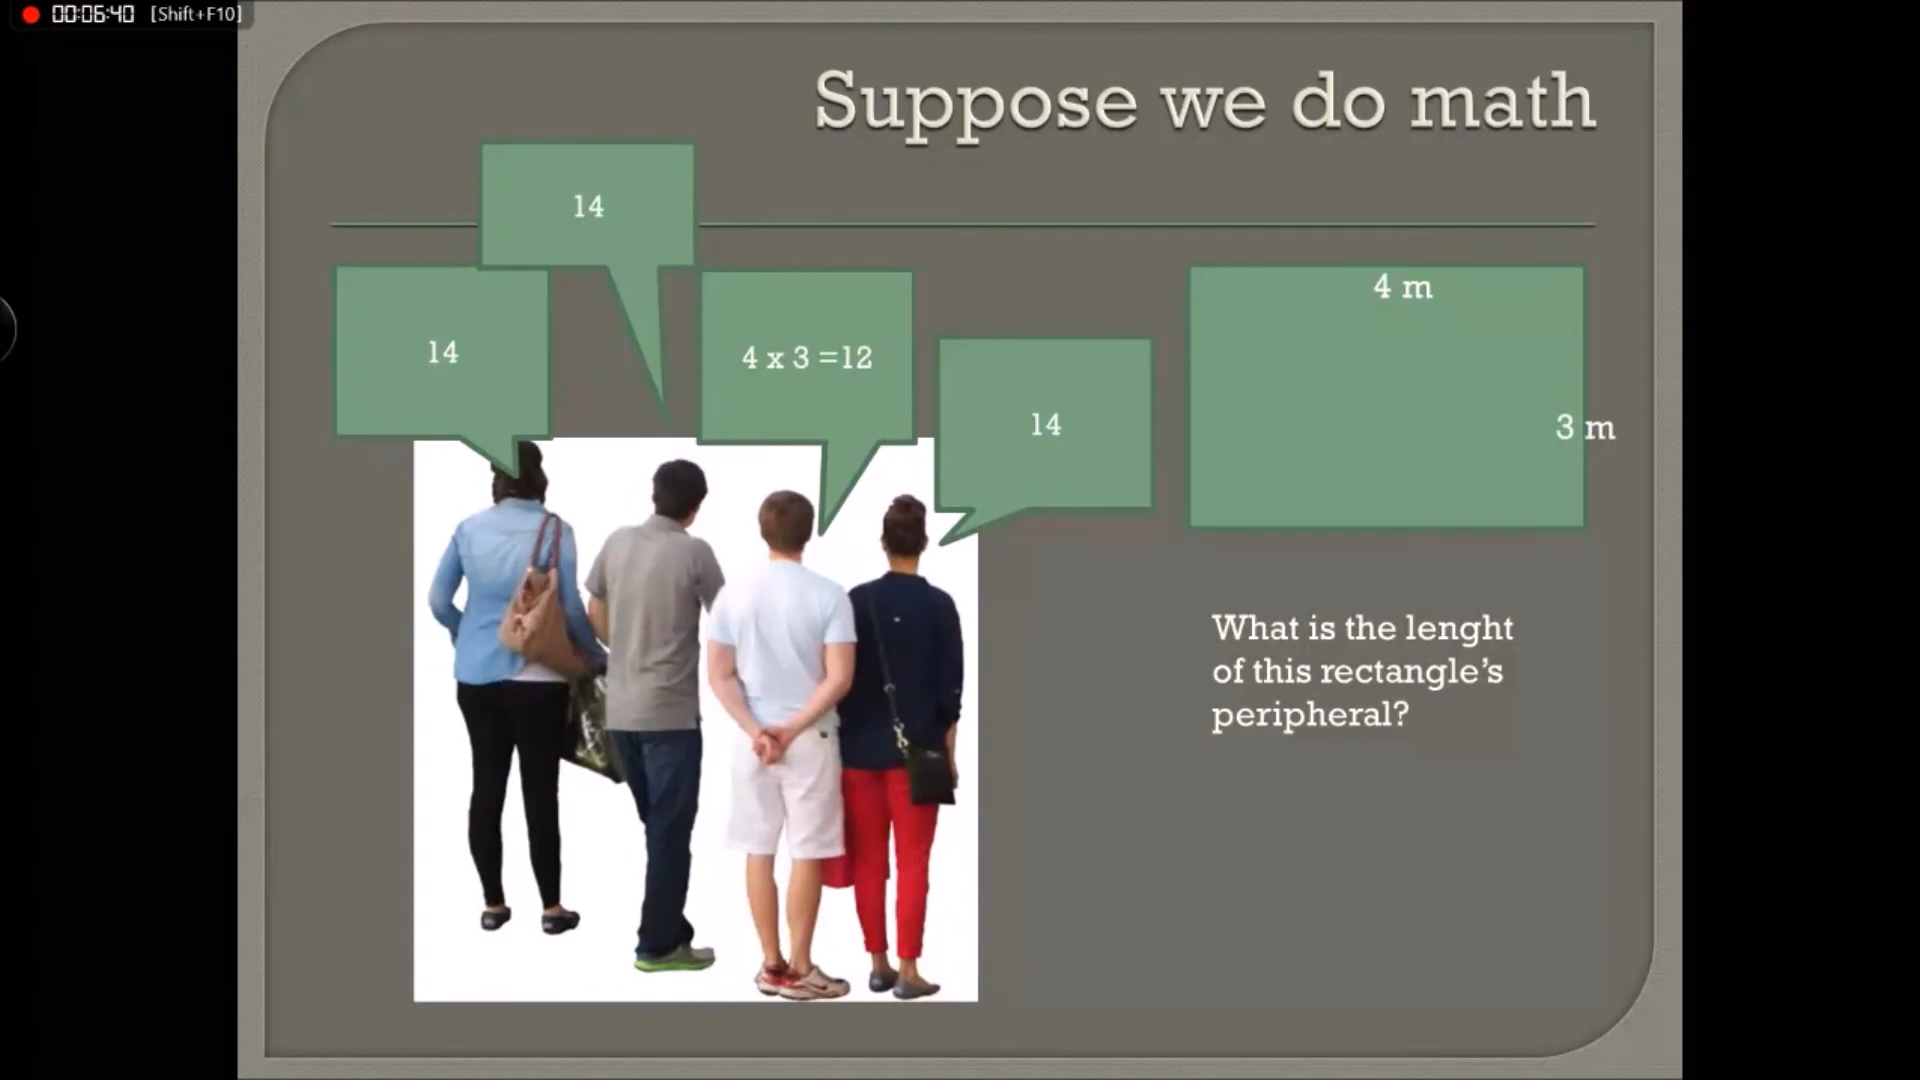 00:06:40 [Shift+F10]
Suppose we do math
14
14
4 x 3 =12
14
4 m
3 m
What is the lenght
of this rectangle’s
peripheral?